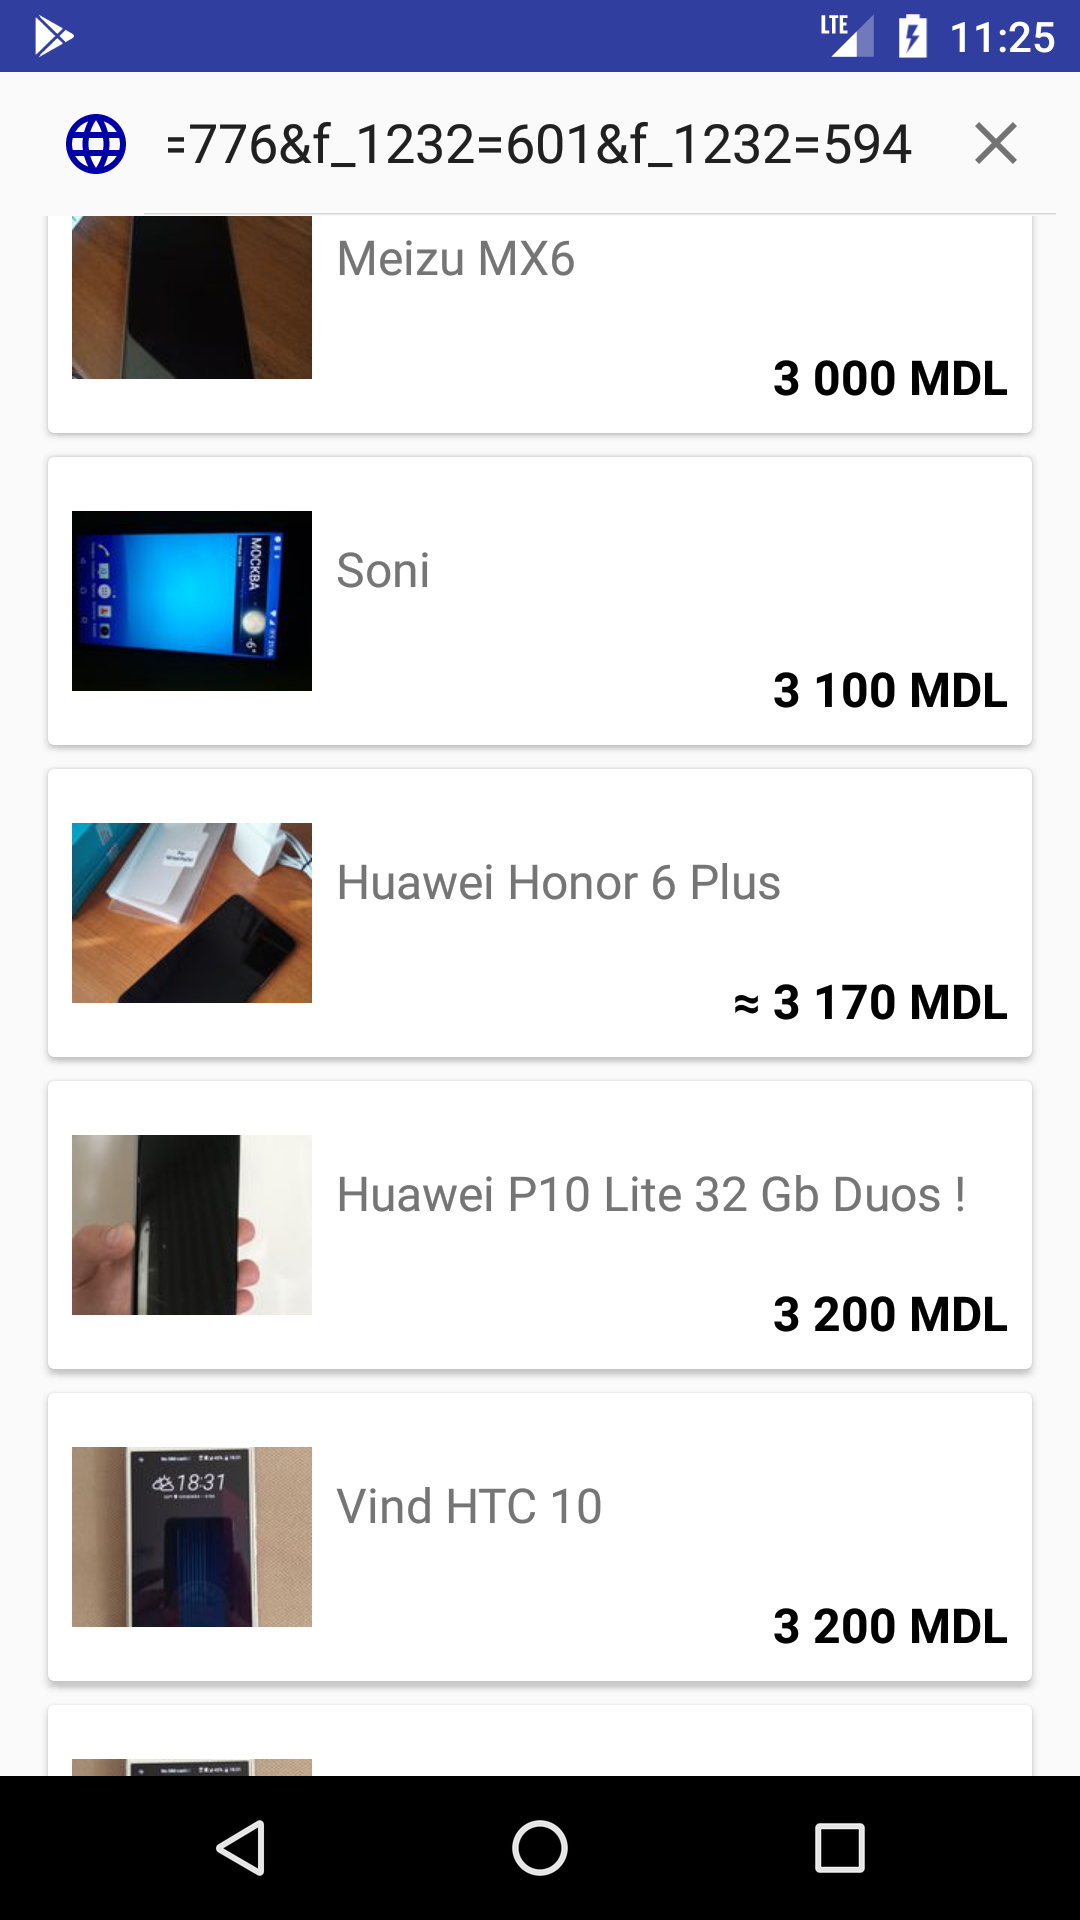 LTE 11:25
=776&f_1232=601&f_1232=594
Meizu MX6
3 000 MDL
МОСКВА
-6°
Soni
3 100 MDL
Huawei Honor 6 Plus
≈ 3 170 MDL
Huawei P10 Lite 32 Gb Duos !
3 200 MDL
18:31
Vind HTC 10
3 200 MDL